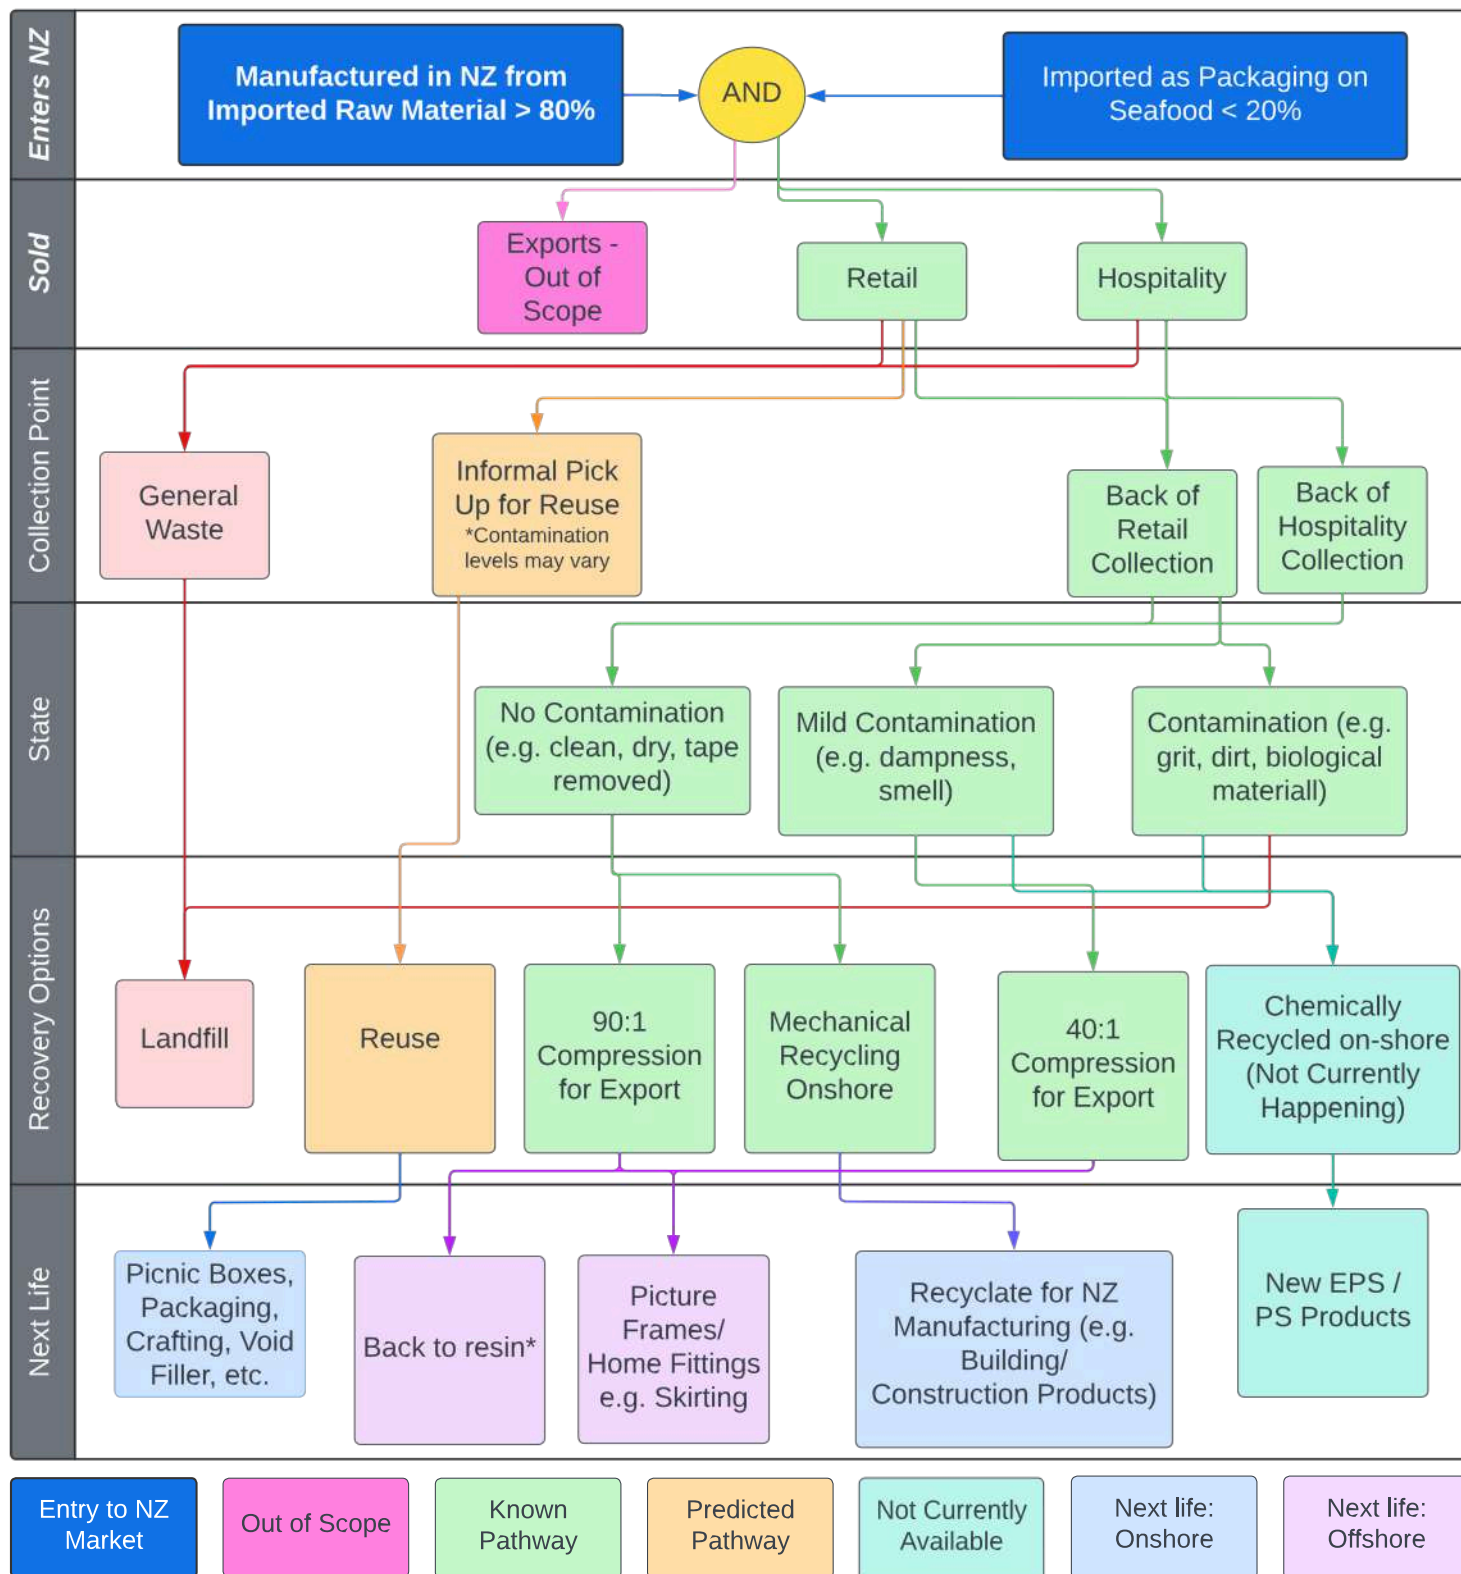 Enters NZ
Manufactured in NZ from
Imported Raw Material > 80%
AND
Imported as Packaging on
Seafood < 20%
Sold
Exports -
Out of
Scope
Retail
Hospitality
Collection Point
General
Waste
Informal Pick
Up for Reuse
*Contamination
levels may vary
Back of
Retail
Collection
Back of
Hospitality
Collection
State
No Contamination
(e.g. clean, dry, tape
removed)
Mild Contamination
(e.g. dampness,
smell)
Contamination (e.g.
grit, dirt, biological
materiall)
Recovery Options
Landfill
Reuse
90:1
Compression
for Export
Mechanical
Recycling
Onshore
40:1
Compression
for Export
Chemically
Recycled on-shore
(Not Currently
Happening)
Next Life
Picnic Boxes,
Packaging,
Crafting, Void
Filler, etc.
Back to resin*
Picture
Frames/
Home Fittings
e.g. Skirting
Recyclate for NZ
Manufacturing (e.g.
Building/
Construction Products)
New EPS /
PS Products
Entry to NZ
Market
Out of Scope
Known
Pathway
Predicted
Pathway
Not Currently
Available
Next life:
Onshore
Next life:
Offshore